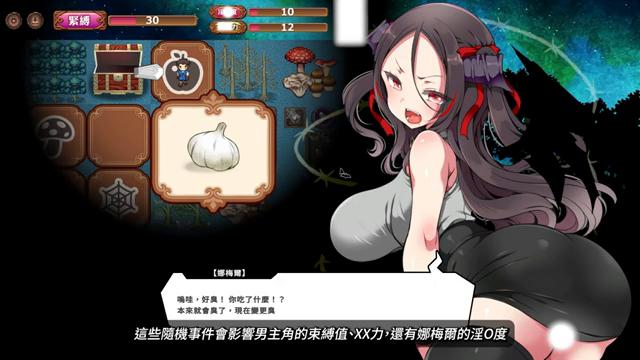 緊縛
30
10
12
【娜梅爾】
嗚哇，好臭！你吃了什麼！？
本來就會臭了，現在變更臭
這些隨機事件會影響男主角的束縛值、XX力，還有娜梅爾的淫O度